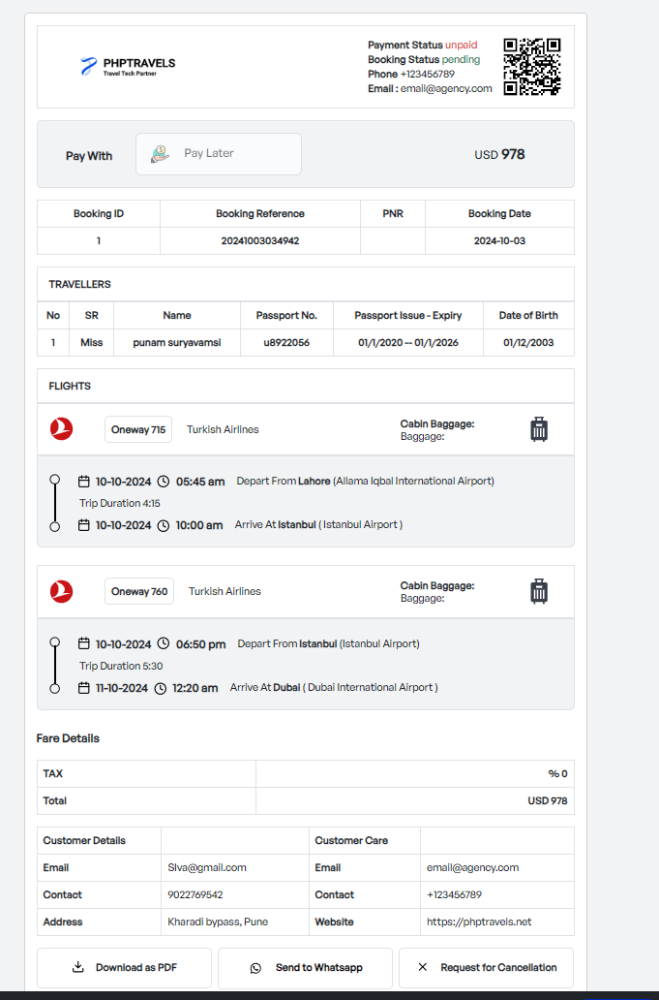 PHPTRAVELS
Travel Tech Partner
Payment Status unpaid
Booking Status pending
Phone +123456789
Email : email@agency.com
Pay With Pay Later USD 978
Booking ID Booking Reference PNR Booking Date
1 20241003034942 2024-10-03
TRAVELLERS
No SR Name Passport No. Passport Issue - Expiry Date of Birth
1 Miss punam suryavamsi u8922056 01/1/2020 -- 01/1/2026 01/12/2003
FLIGHTS
Oneway 715 Turkish Airlines Cabin Baggage:
Baggage:
10-10-2024 05:45 am Depart From Lahore (Allama Iqbal International Airport)
Trip Duration 4:15
10-10-2024 10:00 am Arrive At Istanbul ( Istanbul Airport )
Oneway 760 Turkish Airlines Cabin Baggage:
Baggage:
10-10-2024 06:50 pm Depart From Istanbul (Istanbul Airport)
Trip Duration 5:30
11-10-2024 12:20 am Arrive At Dubai ( Dubai International Airport )
Fare Details
TAX % 0
Total USD 978
Customer Details Customer Care
Email SIva@gmail.com Email email@agency.com
Contact 9022769542 Contact +123456789
Address Kharadi bypass, Pune Website https://phptravels.net
Download as PDF Send to Whatsapp Request for Cancellation